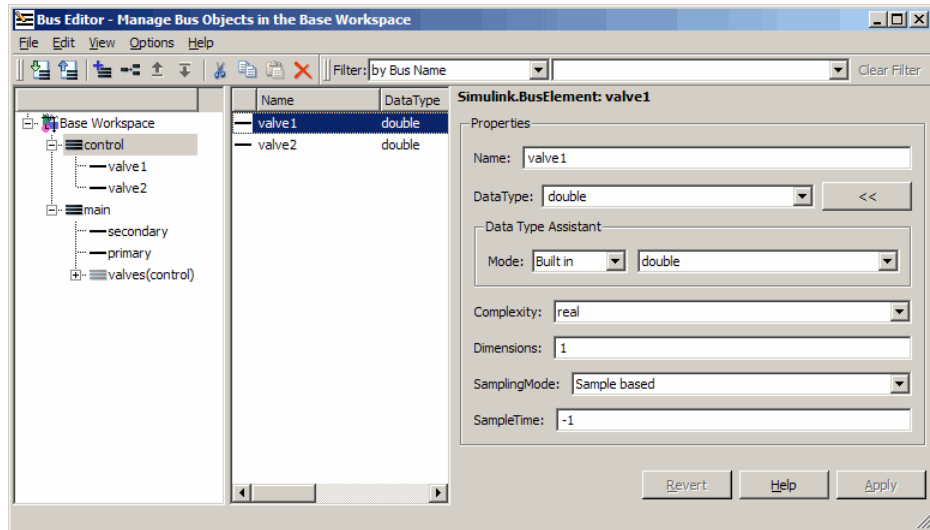 Bus Editor - Manage Bus Objects in the Base Workspace
File Edit View Options Help
Filter: by Bus Name Clear Filter
Name DataType
valve1 double
valve2 double
Base Workspace
control
valve1
valve2
main
secondary
primary
valves(control)
Simulink.BusElement: valve1
Properties
Name: valve1
DataType: double <<
Data Type Assistant
Mode: Built in double
Complexity: real
Dimensions: 1
SamplingMode: Sample based
SampleTime: -1
Revert Help Apply